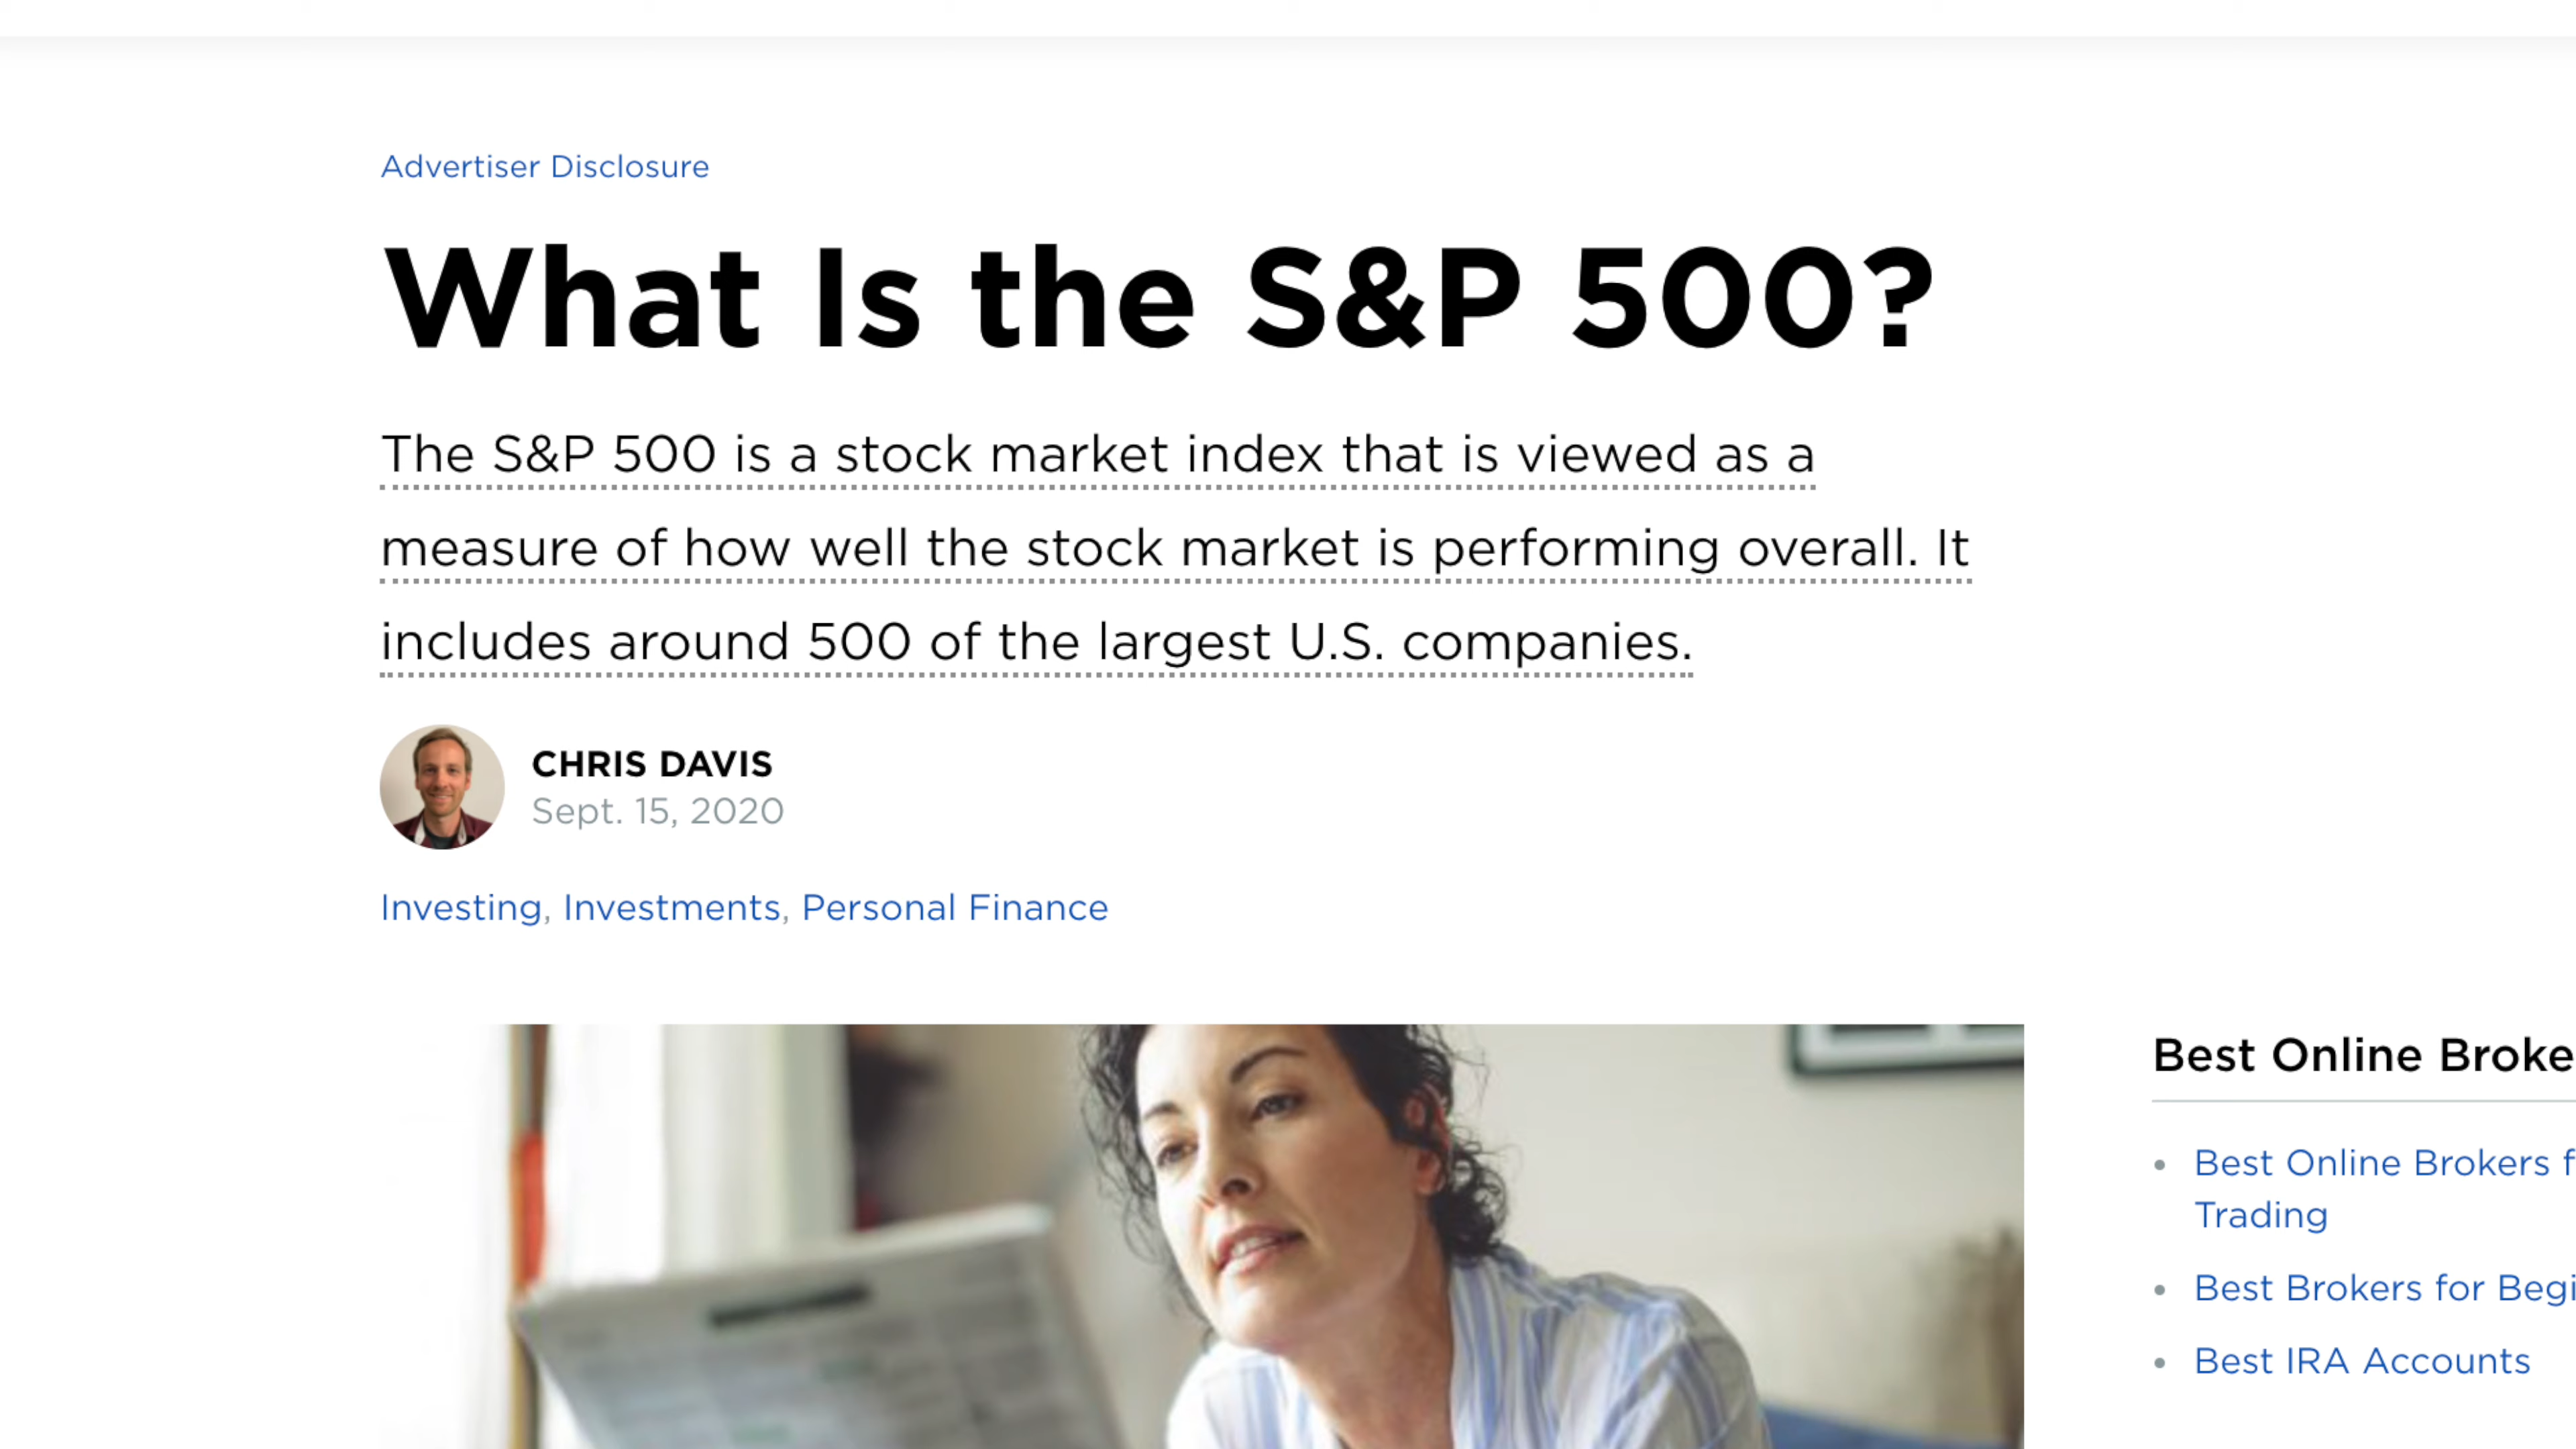 Advertiser Disclosure
What Is the S&P 500?
The S&P 500 is a stock market index that is viewed as a
measure of how well the stock market is performing overall. It
includes around 500 of the largest U.S. companies.
CHRIS DAVIS
Sept. 15, 2020
Investing, Investments, Personal Finance
Best Online Broke
Best Online Brokers f
Trading
Best Brokers for Begi
Best IRA Accounts